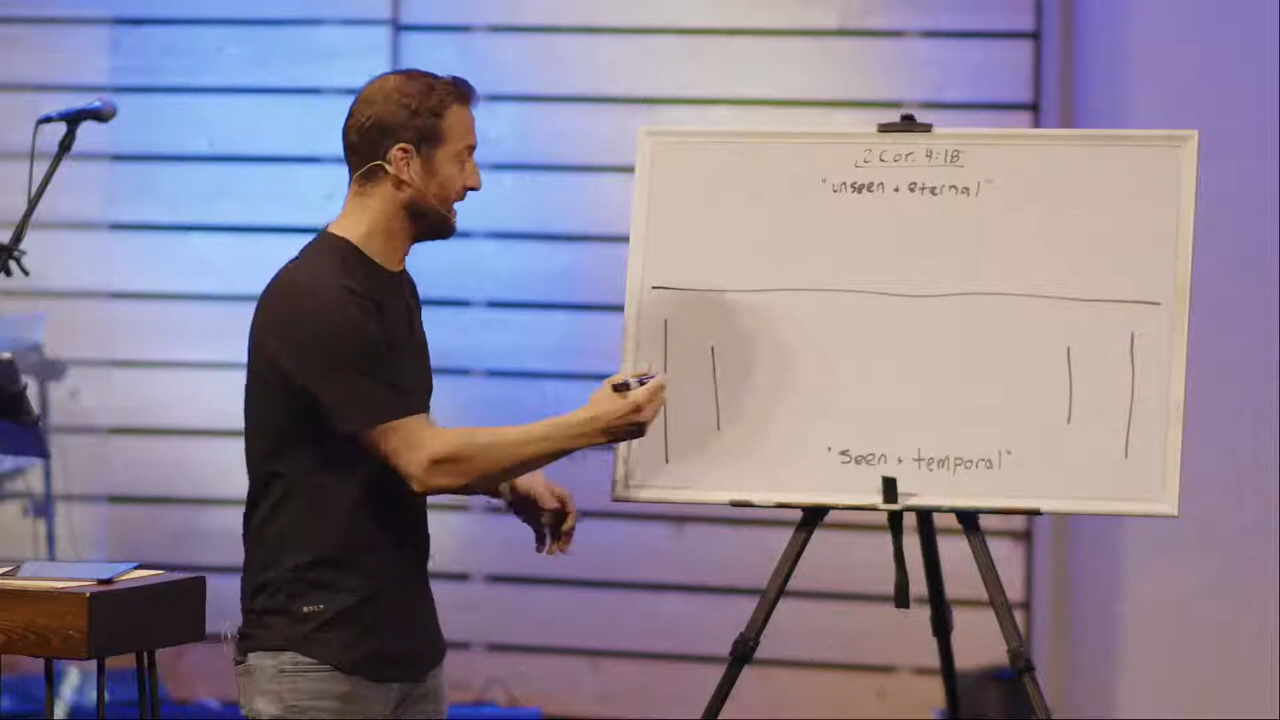 2 Cor. 4:18
"unseen + eternal"
"seen + temporal"